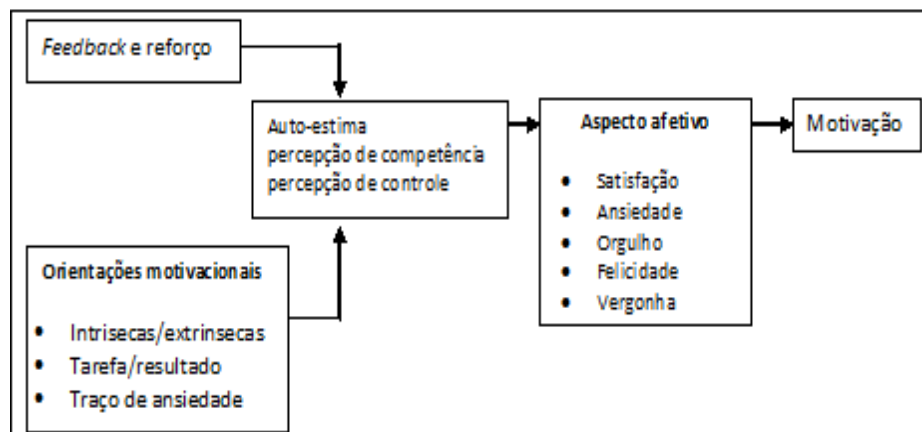 Feedback e reforço
Auto-estima
percepção de competência
percepção de controle
Aspecto afetivo
• Satisfação
• Ansiedade
• Orgulho
• Felicidade
• Vergonha
Motivação
Orientações motivacionais
• Intrisecas/extrinsecas
• Tarefa/resultado
• Traço de ansiedade